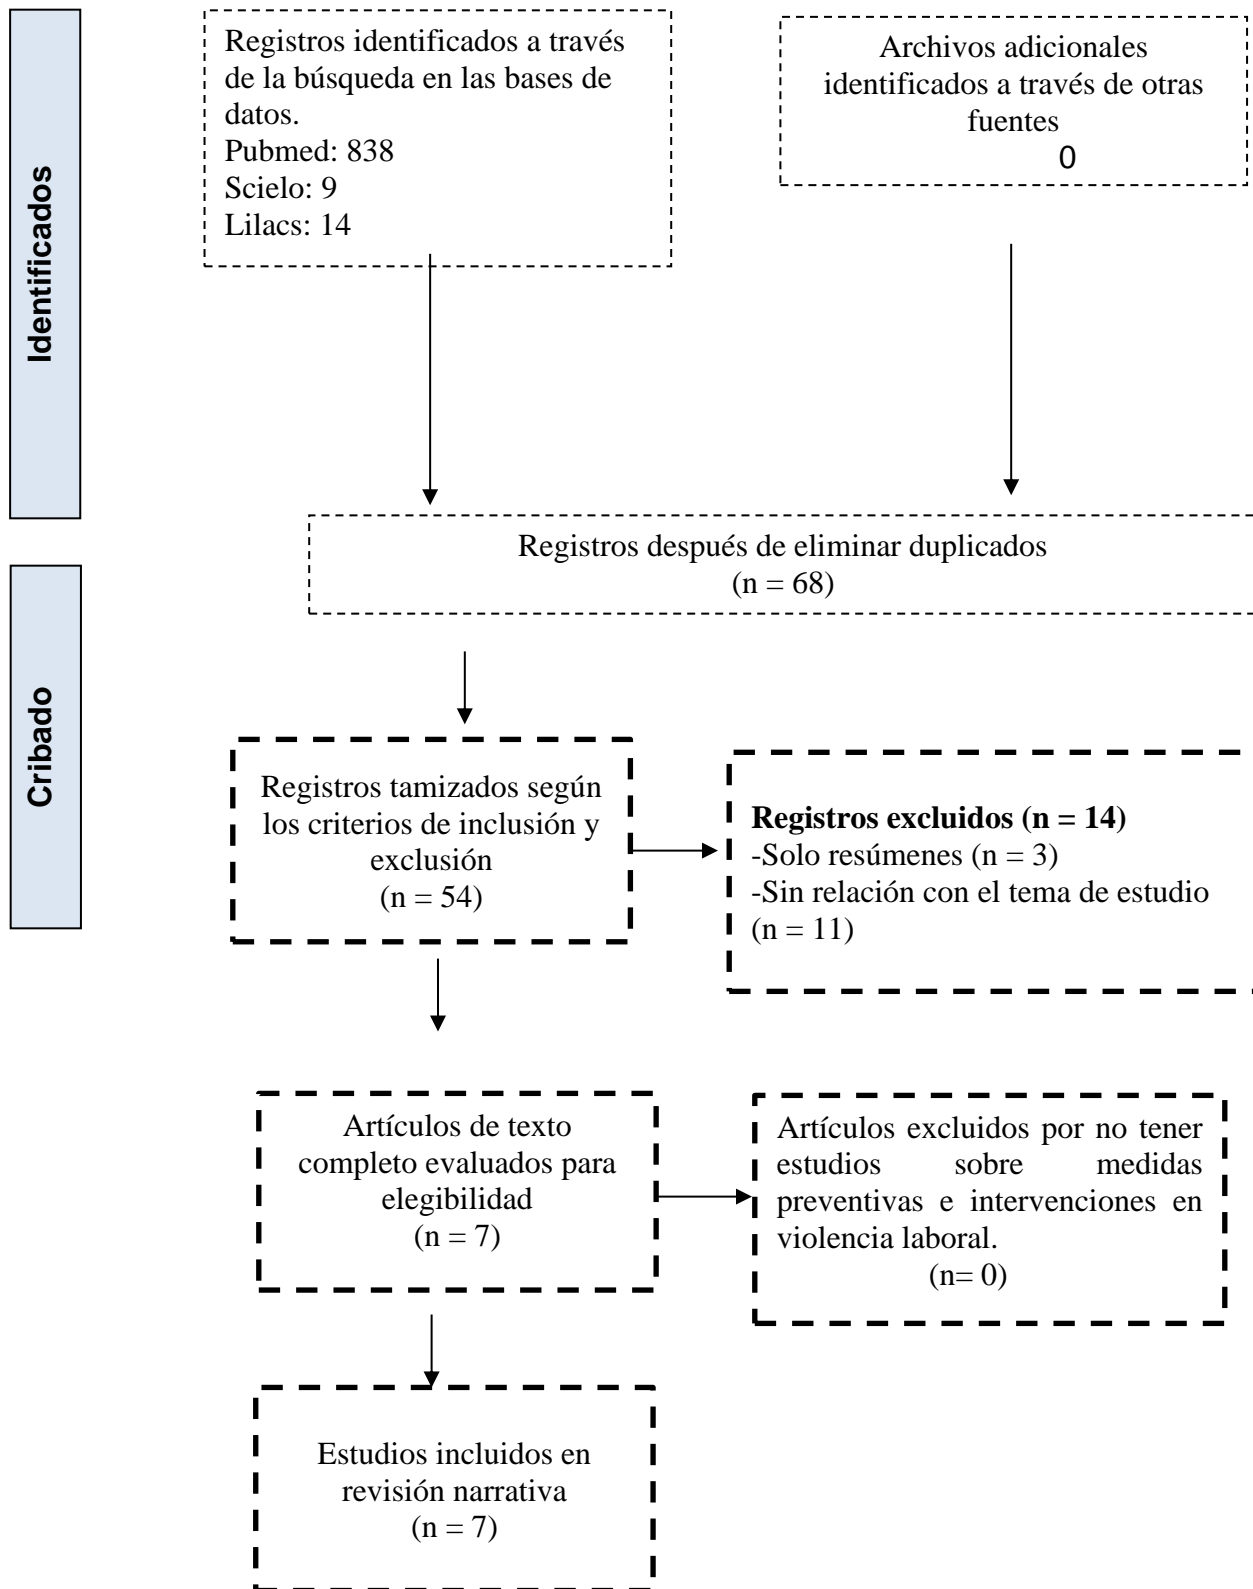 Identificados
Registros identificados a través
de la búsqueda en las bases de
datos.
Pubmed: 838
Scielo: 9
Lilacs: 14
Archivos adicionales
identificados a través de otras
fuentes
0
Registros después de eliminar duplicados
(n = 68)
Cribado
Registros tamizados según
los criterios de inclusión y
exclusión
(n = 54)
Registros excluidos (n = 14)
-Solo resúmenes (n = 3)
-Sin relación con el tema de estudio
(n = 11)
Artículos de texto
completo evaluados para
elegibilidad
(n = 7)
Artículos excluidos por no tener
estudios sobre medidas
preventivas e intervenciones en
violencia laboral.
(n= 0)
Estudios incluidos en
revisión narrativa
(n = 7)